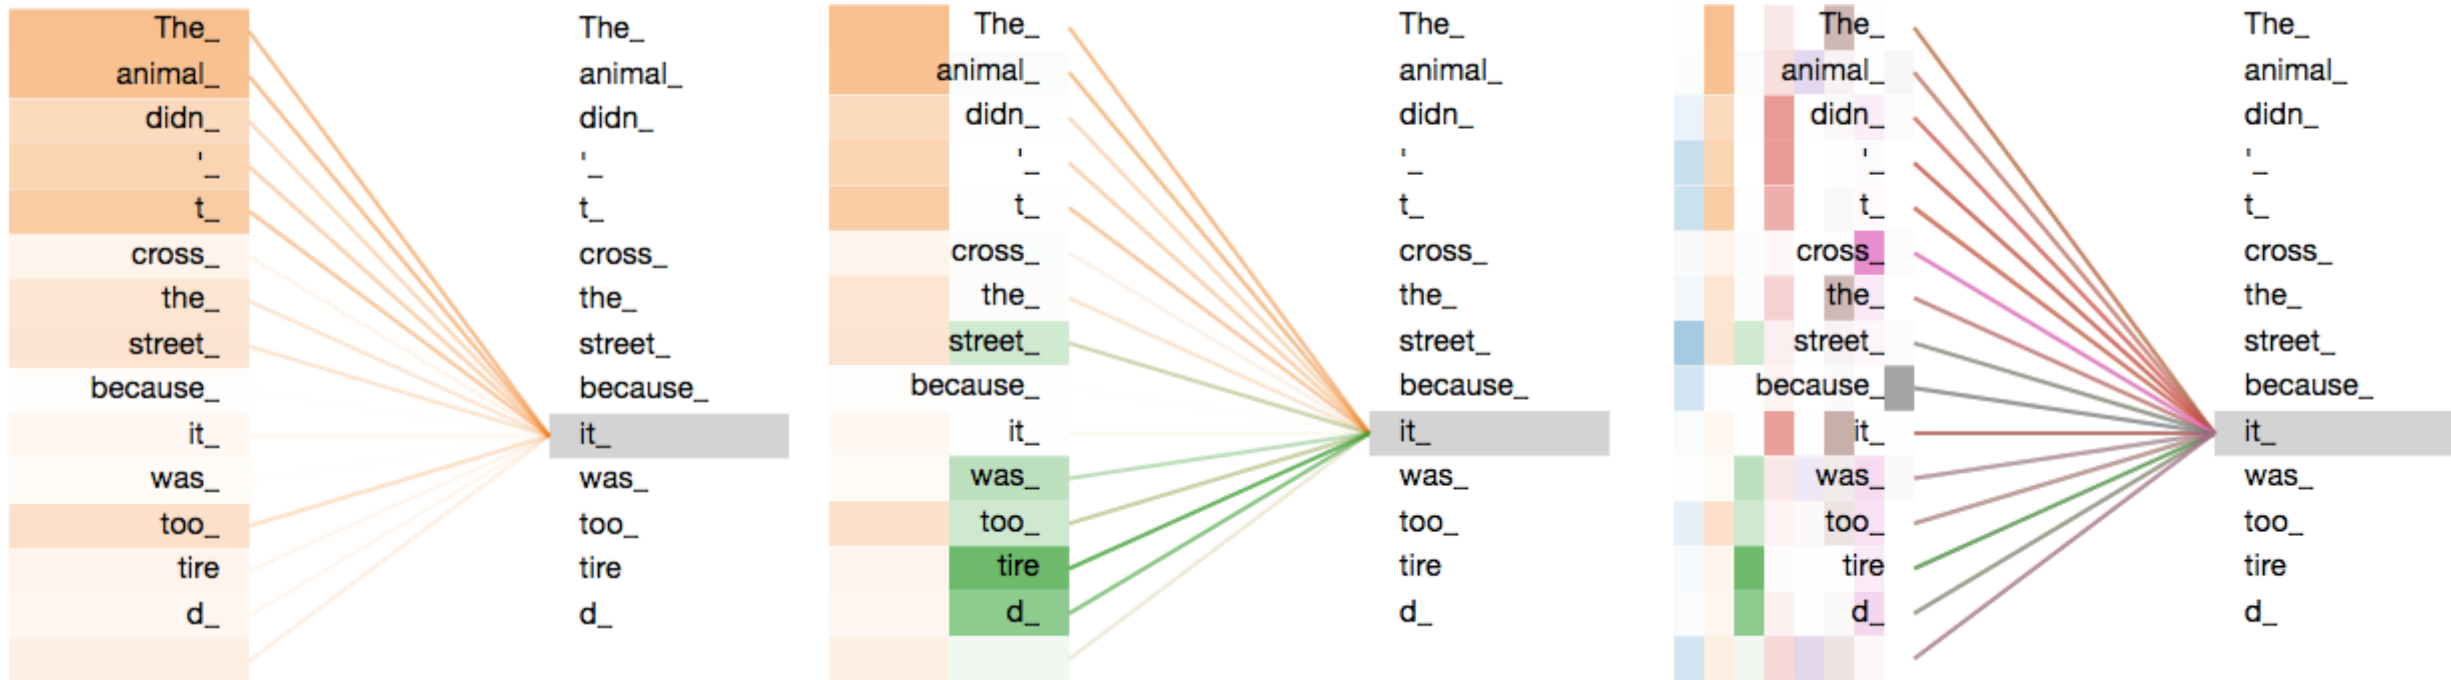 The_ The_ The_ The_ The_ The_
animal_ animal_ animal_ animal_ animal_ animal_
didn_ didn_ didn_ didn_ didn_ didn_
'_ '_ '_ '_ '_ '_
t_ t_ t_ t_ t_ t_
cross_ cross_ cross_ cross_ cross_ cross_
the_ the_ the_ the_ the_ the_
street_ street_ street_ street_ street_ street_
because_ because_ because_ because_ because_ because_
it_ it_ it_ it_ it_ it_
was_ was_ was_ was_ was_ was_
too_ too_ too_ too_ too_ too_
tire tire tire tire tire tire
d_ d_ d_ d_ d_ d_